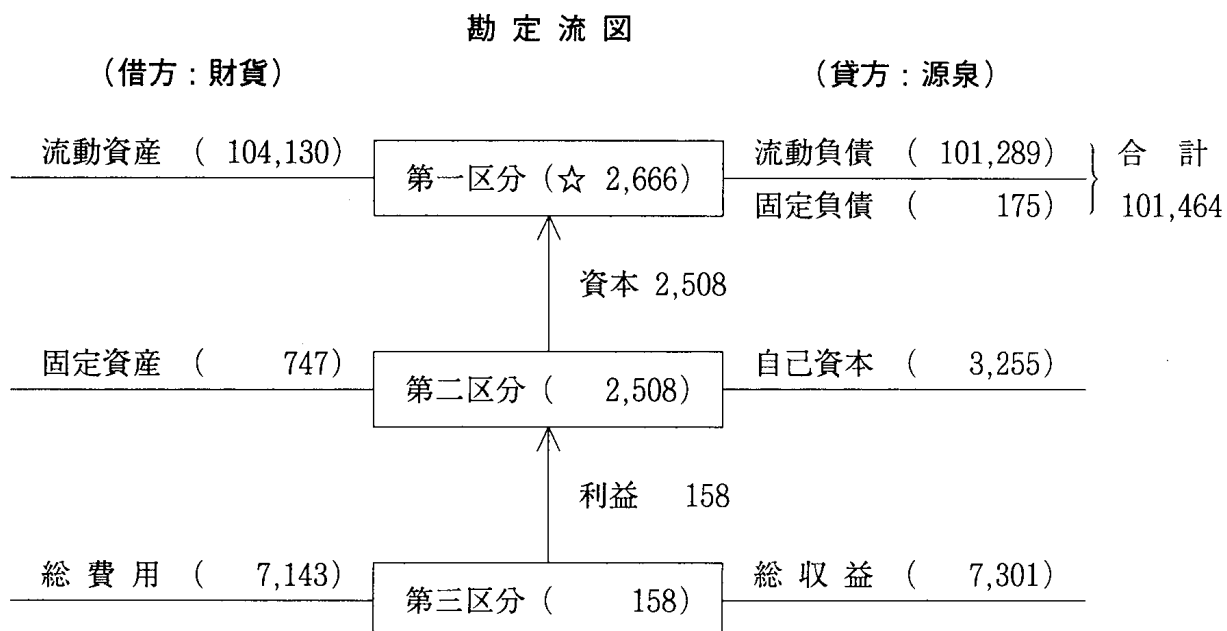 勘定流図
（借方：財貨） （貸方：源泉）
流動資産 （ 104,130） 第一区分（☆ 2,666） 流動負債 （ 101,289） 合計
固定負債 （ 175） 101,464
資本 2,508
固定資産 （ 747） 第二区分（ 2,508） 自己資本 （ 3,255）
利益 158
総費用 （ 7,143） 第三区分（ 158） 総収益 （ 7,301）